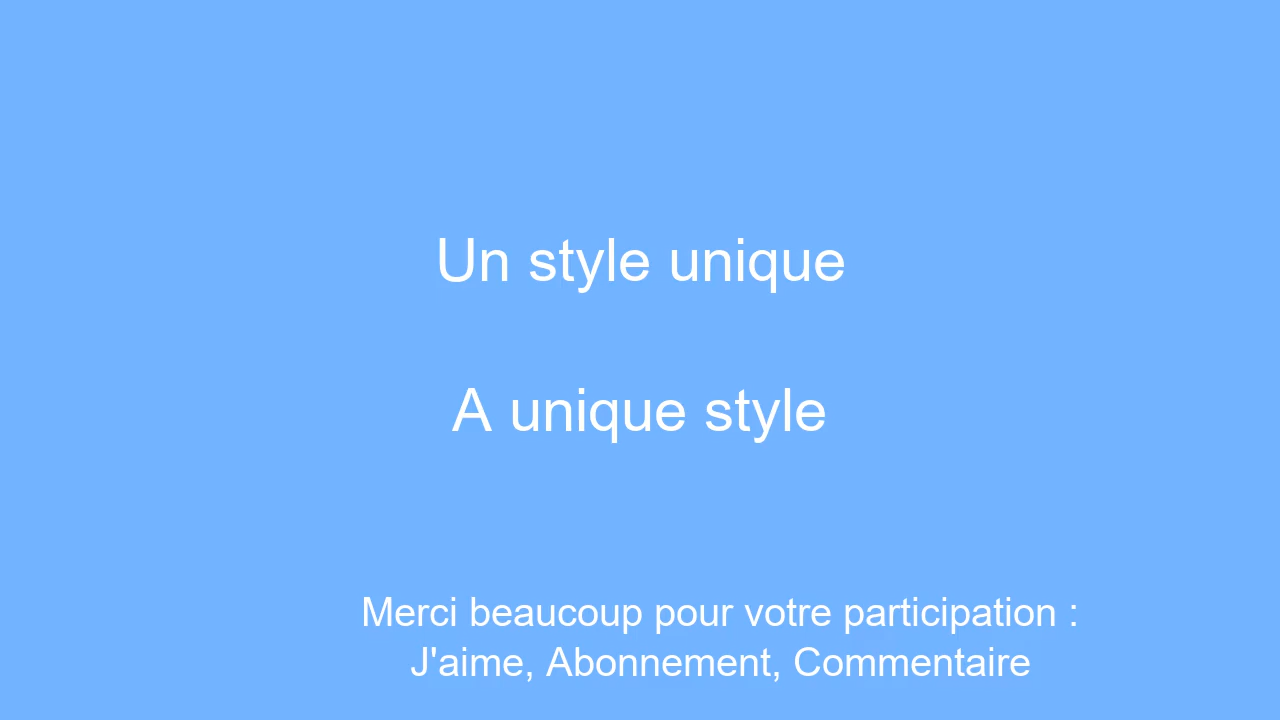 Un style unique
A unique style
Merci beaucoup pour votre participation :
J'aime, Abonnement, Commentaire